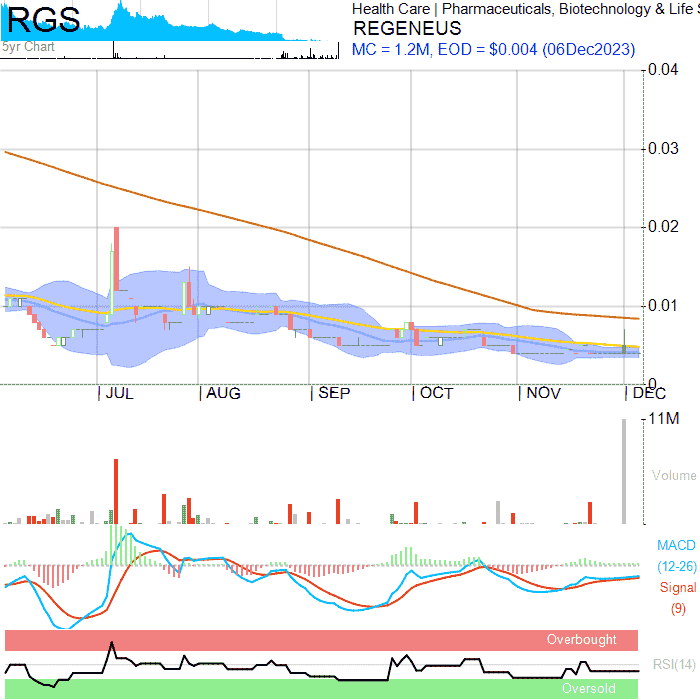 RGS
Health Care | Pharmaceuticals, Biotechnology & Life
REGENEUS
5yr Chart
MC = 1.2M, EOD = $0.004 (06Dec2023)
0.04
0.03
0.02
0.01
0
JUL AUG SEP OCT NOV DEC
11M
Volume
MACD
(12-26)
Signal
(9)
Overbought
RSI(14)
Oversold